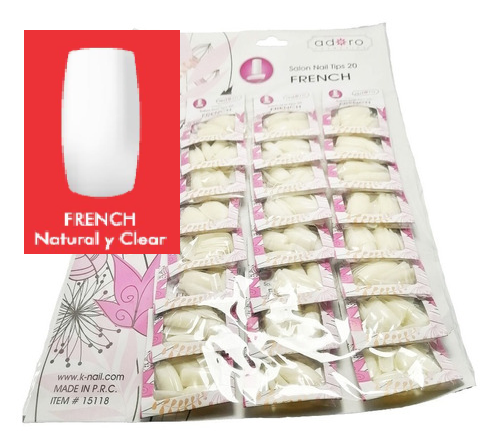 adoro
Salon Nail Tips 20
FRENCH
FRENCH
Natural y Clear
www.k-nail.com
MADE IN P.R.C.
ITEM # 15118